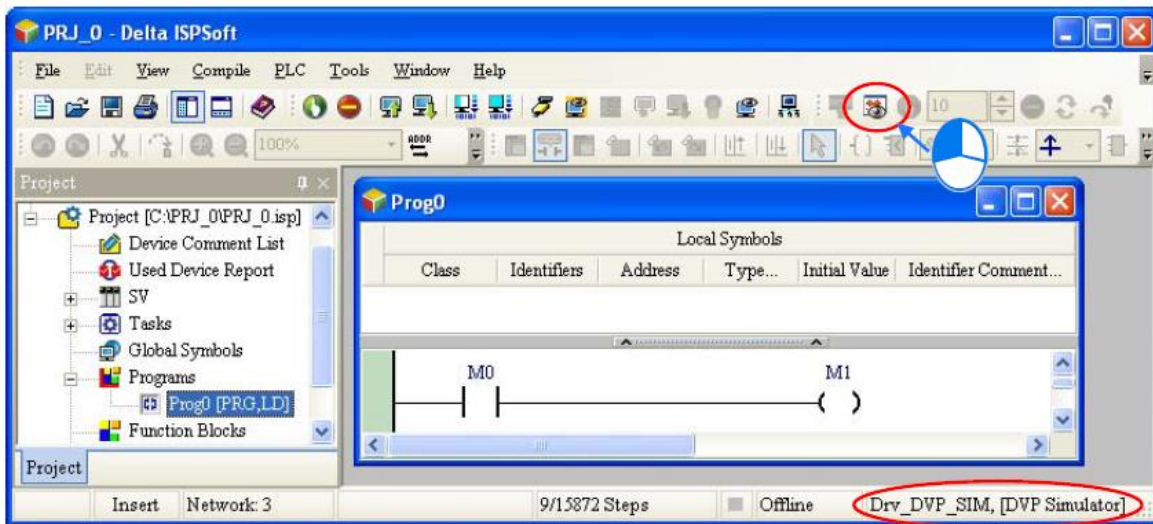 PRJ_0 - Delta ISPSoft
File Edit View Compile PLC Tools Window Help
10
100%
ADDR
Project
Project [C:\PRJ_0\PRJ_0.isp]
Device Comment List
Used Device Report
SV
Tasks
Global Symbols
Programs
Prog0 [PRG,LD]
Function Blocks
Project
Prog0
Local Symbols
Class Identifiers Address Type... Initial Value Identifier Comment...
M0 M1
Insert Network: 3 9/15872 Steps Offline Drv_DVP_SIM, [DVP Simulator]